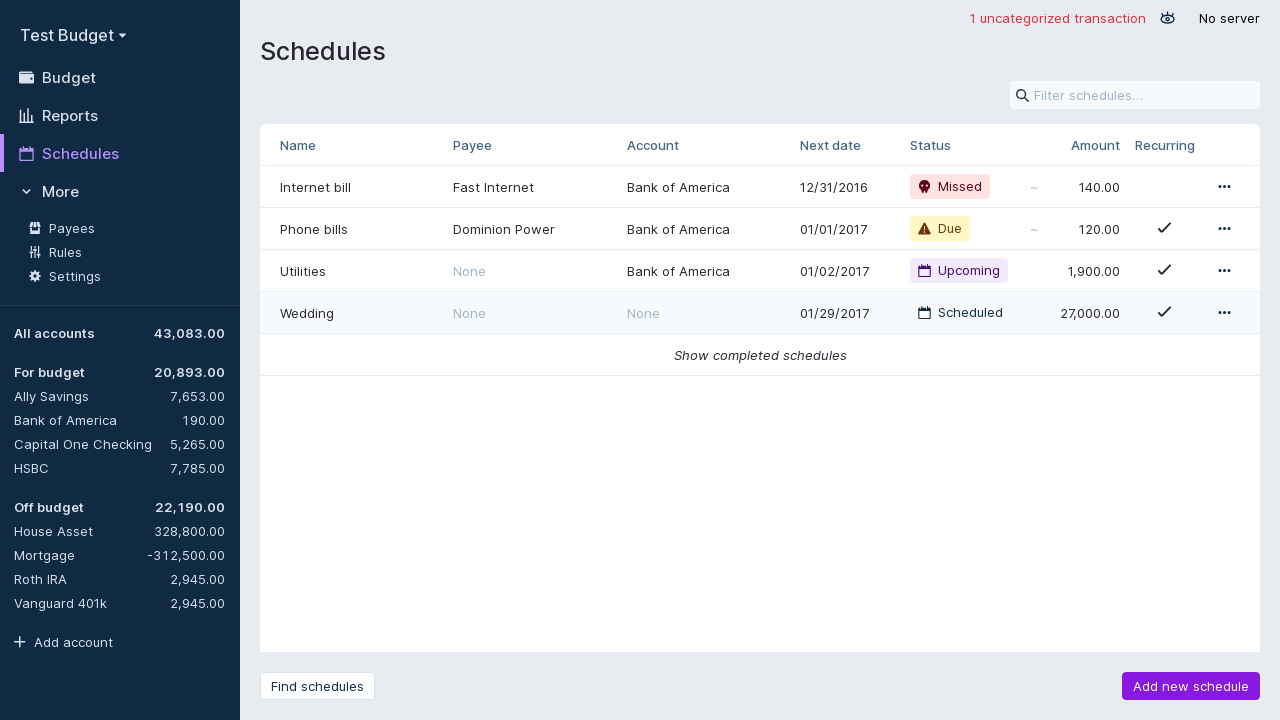 Test Budget
Budget
Reports
Schedules
More
Payees
Rules
Settings
All accounts 43,083.00
For budget 20,893.00
Ally Savings 7,653.00
Bank of America 190.00
Capital One Checking 5,265.00
HSBC 7,785.00
Off budget 22,190.00
House Asset 328,800.00
Mortgage -312,500.00
Roth IRA 2,945.00
Vanguard 401k 2,945.00
Add account
1 uncategorized transaction No server
Schedules
Filter schedules…
Name Payee Account Next date Status Amount Recurring
Internet bill Fast Internet Bank of America 12/31/2016 Missed ~ 140.00
Phone bills Dominion Power Bank of America 01/01/2017 Due ~ 120.00
Utilities None Bank of America 01/02/2017 Upcoming 1,900.00
Wedding None None 01/29/2017 Scheduled 27,000.00
Show completed schedules
Find schedules Add new schedule